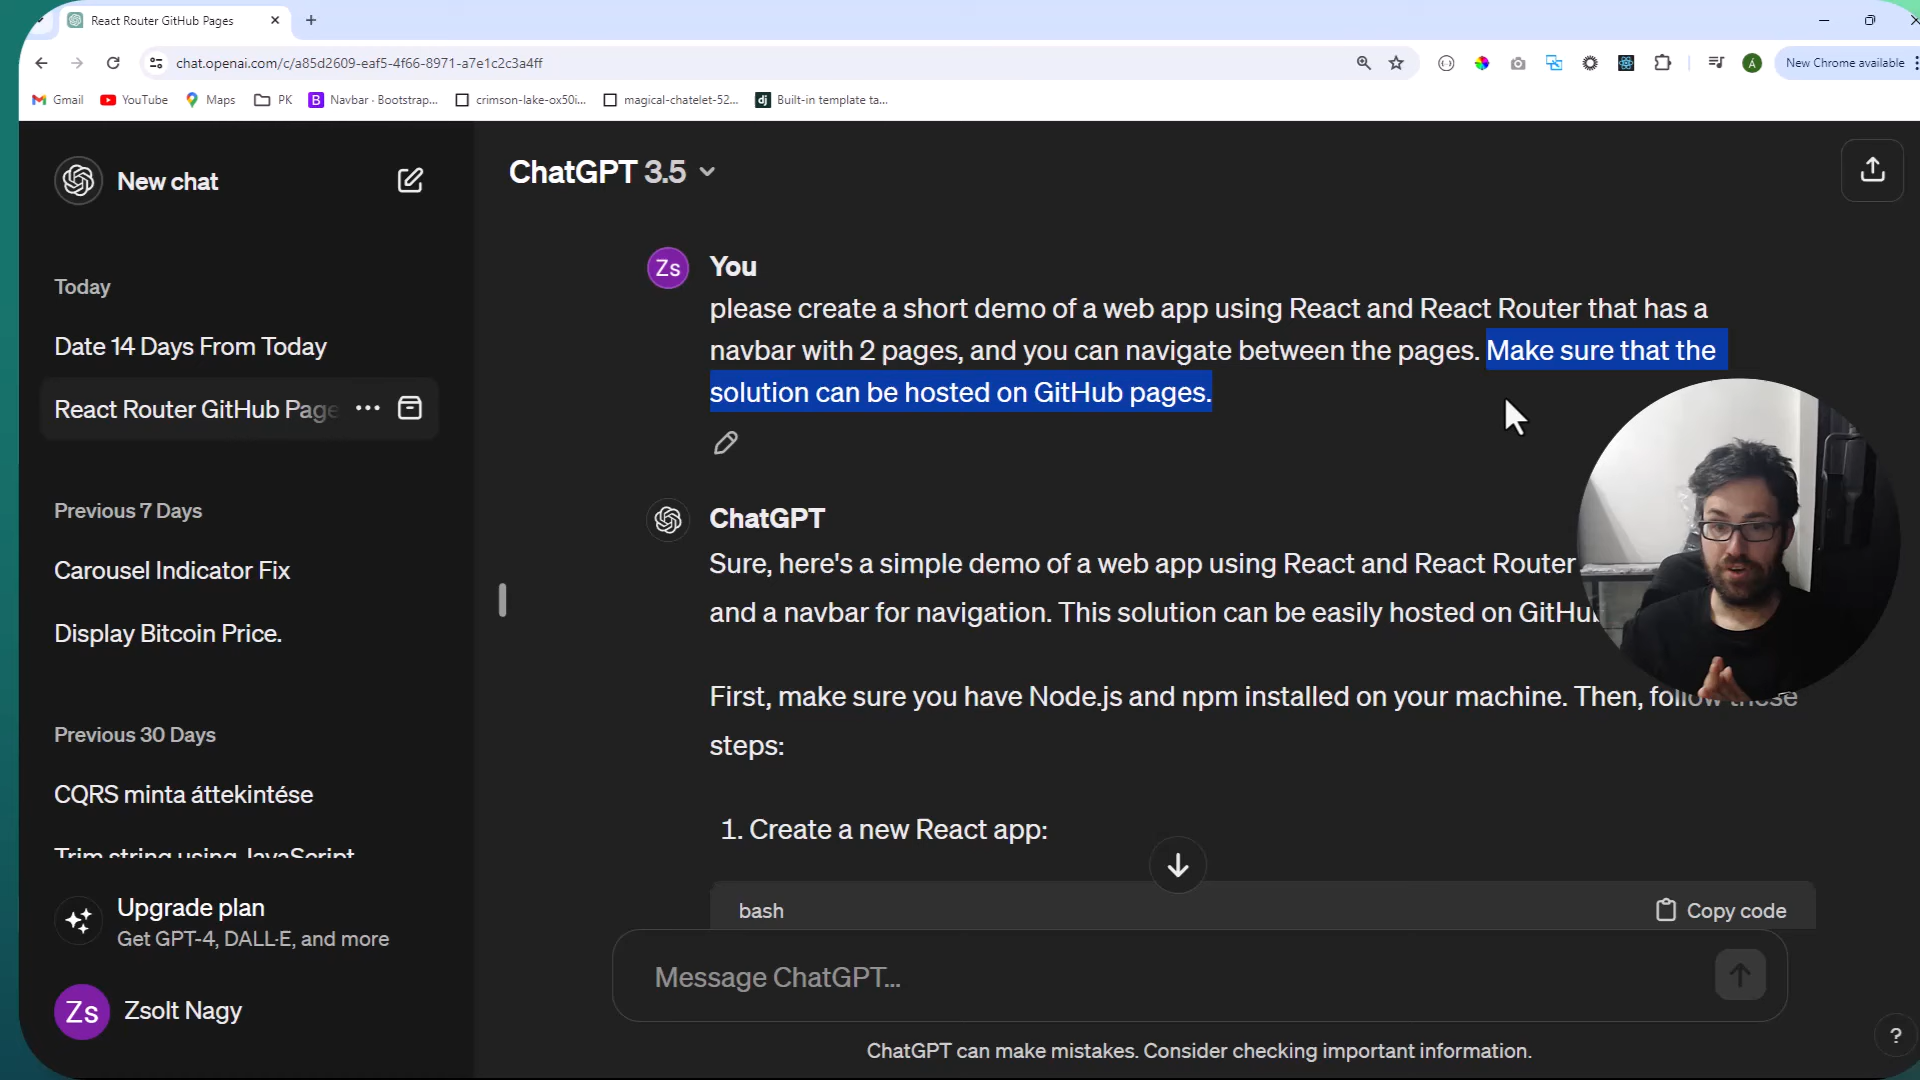 React Router GitHub Pages
chat.openai.com/c/a85d2609-eaf5-4f66-8971-a7e1c2c3a4ff
New Chrome available
Gmail
YouTube
Maps
PK
B
Navbar · Bootstrap...
crimson-lake-ox50i...
magical-chatelet-52...
dj
Built-in template ta...
New chat
Today
Date 14 Days From Today
React Router GitHub Page
Previous 7 Days
Carousel Indicator Fix
Display Bitcoin Price.
Previous 30 Days
CQRS minta áttekintése
Trim string using JavaScript
Upgrade plan
Get GPT-4, DALL·E, and more
Zs
Zsolt Nagy
ChatGPT 3.5
Zs
You
please create a short demo of a web app using React and React Router that has a
navbar with 2 pages, and you can navigate between the pages. Make sure that the
solution can be hosted on GitHub pages.
ChatGPT
Sure, here's a simple demo of a web app using React and React Router
and a navbar for navigation. This solution can be easily hosted on
First, make sure you have Node.js and npm installed on your machine. Then, follow these
steps:
1. Create a new React app:
bash
Copy code
Message ChatGPT...
ChatGPT can make mistakes. Consider checking important information.
?